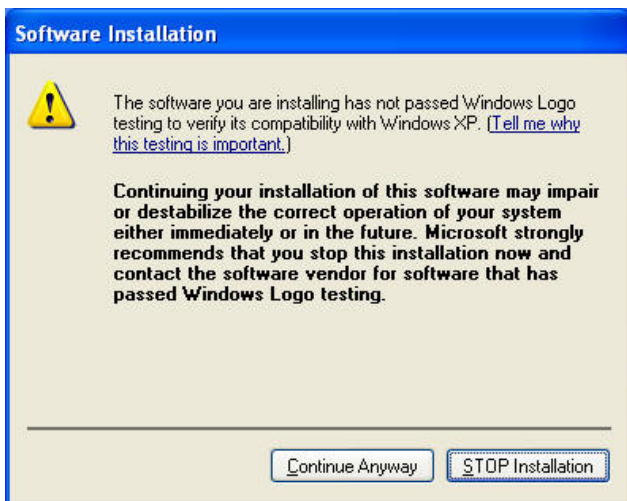 Software Installation
The software you are installing has not passed Windows Logo
testing to verify its compatibility with Windows XP. (Tell me why
this testing is important.)
Continuing your installation of this software may impair
or destabilize the correct operation of your system
either immediately or in the future. Microsoft strongly
recommends that you stop this installation now and
contact the software vendor for software that has
passed Windows Logo testing.
Continue Anyway
STOP Installation